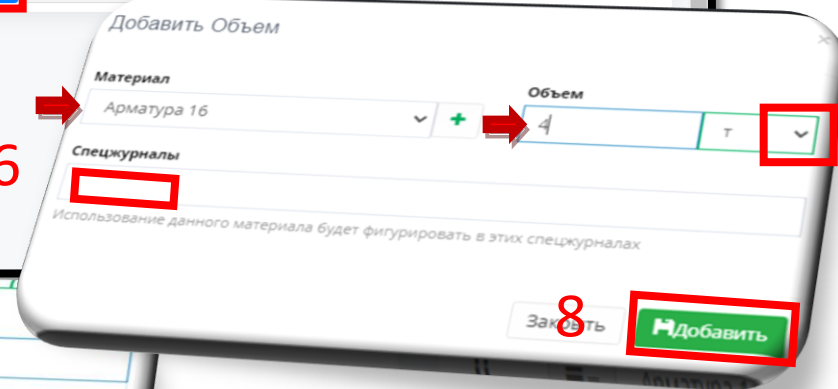 Добавить Объем
×
Материал
Объем
Арматура 16
+
4
т
6
Спецжурналы
Использование данного материала будет фигурировать в этих спецжурналах
8
Закрыть
Добавить